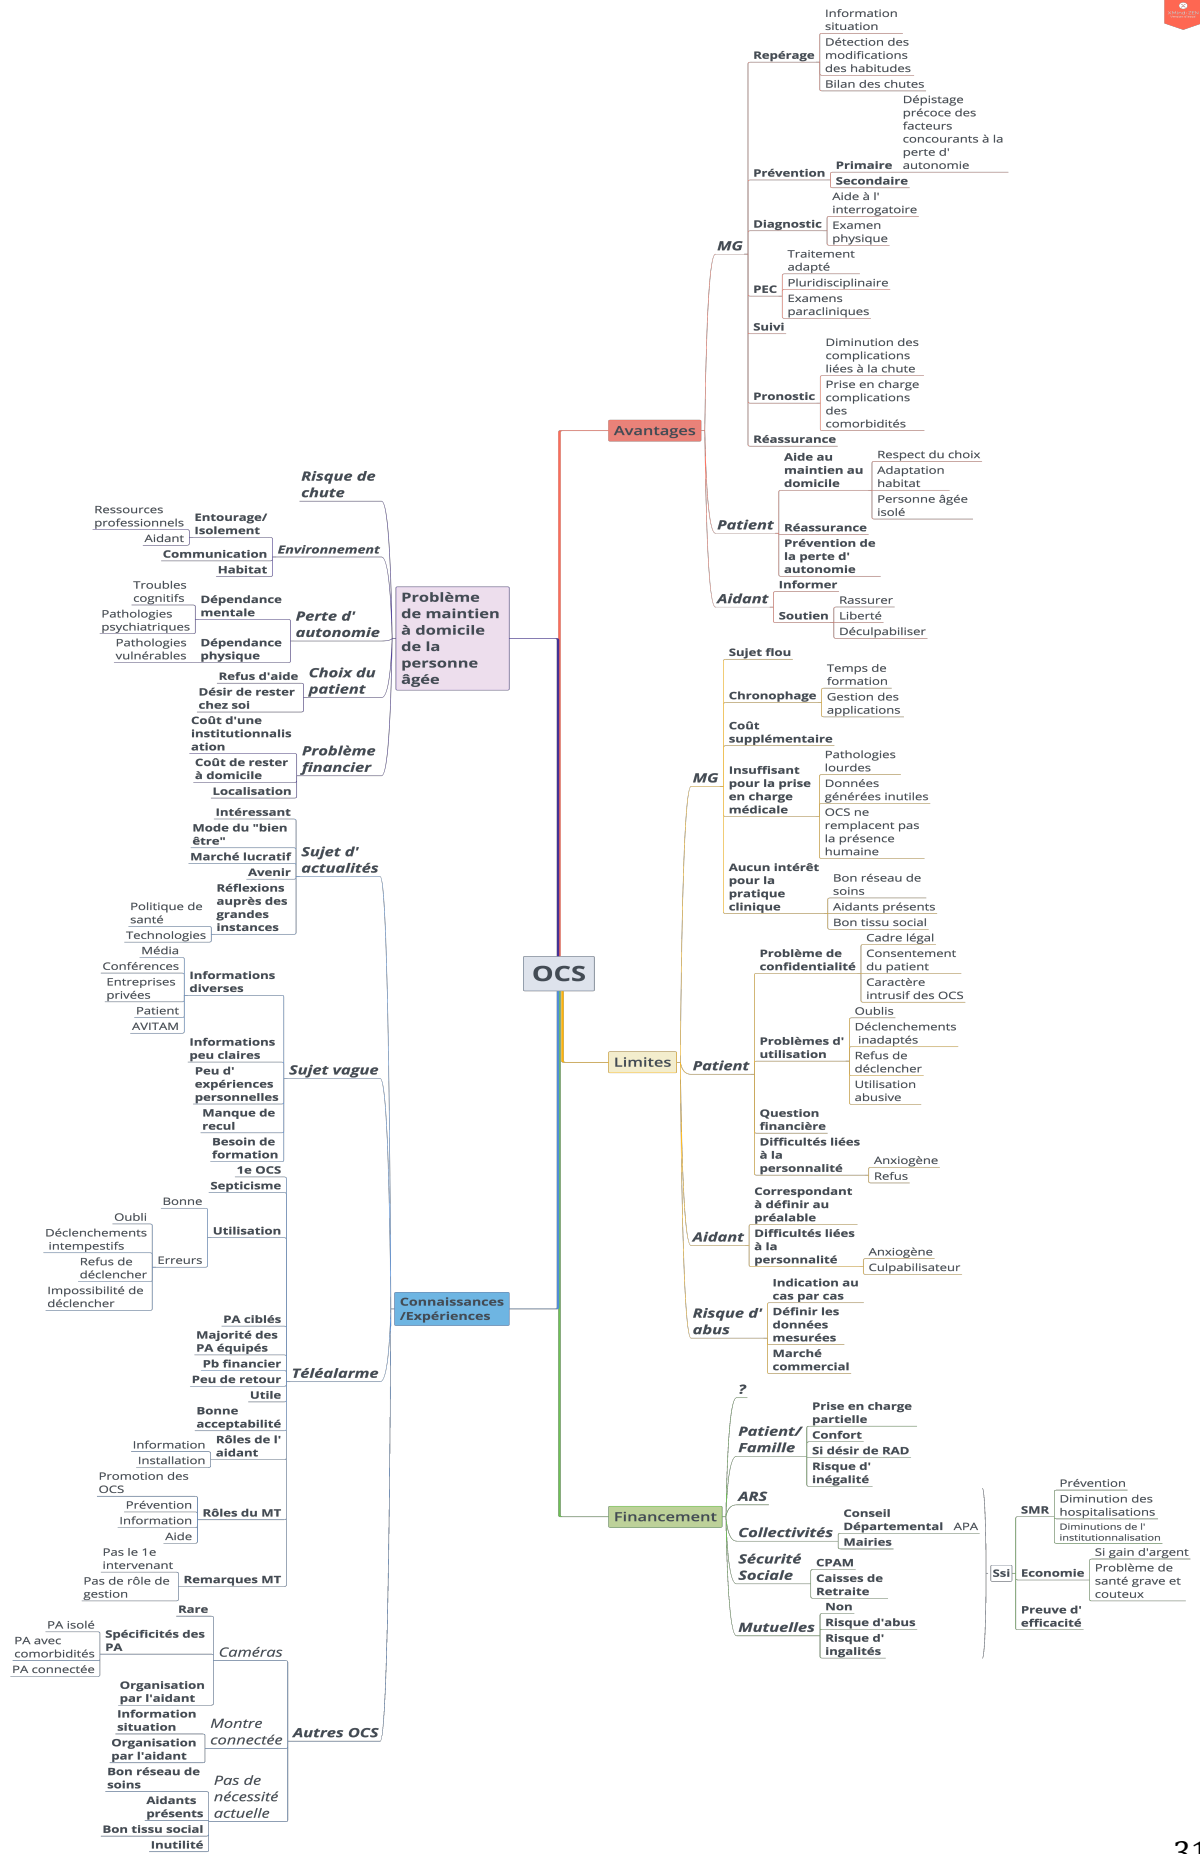 OCS
Problème
de maintien
à domicile
de la
personne
âgée
Risque de
chute
Environnement
Entourage/
Isolement
Ressources
professionnels
Aidant
Communication
Habitat
Perte d'
autonomie
Dépendance
mentale
Troubles
cognitifs
Pathologies
psychiatriques
Dépendance
physique
Pathologies
vulnérables
Choix du
patient
Refus d'aide
Désir de rester
chez soi
Problème
financier
Coût d'une
institutionnalis
ation
Coût de rester
à domicile
Localisation
Connaissances
/Expériences
Sujet d'
actualités
Intéressant
Mode du "bien
être"
Marché lucratif
Avenir
Réflexions
auprès des
grandes
instances
Politique de
santé
Technologies
Sujet vague
Informations
diverses
Média
Conférences
Entreprises
privées
Patient
AVITAM
Informations
peu claires
Peu d'
expériences
personnelles
Manque de
recul
Besoin de
formation
Téléalarme
1e OCS
Septicisme
Utilisation
Bonne
Erreurs
Oubli
Déclenchements
intempestifs
Refus de
déclencher
Impossibilité de
déclencher
PA ciblés
Majorité des
PA équipés
Pb financier
Peu de retour
Utile
Bonne
acceptabilité
Rôles de l'
aidant
Information
Installation
Rôles du MT
Promotion des
OCS
Prévention
Information
Aide
Remarques MT
Pas le 1e
intervenant
Pas de rôle de
gestion
Autres OCS
Caméras
Rare
Spécificités des
PA
PA isolé
PA avec
comorbidités
PA connectée
Organisation
par l'aidant
Montre
connectée
Information
situation
Organisation
par l'aidant
Pas de
nécessité
actuelle
Bon réseau de
soins
Aidants
présents
Bon tissu social
Inutilité
Avantages
MG
Repérage
Information
situation
Détection des
modifications
des habitudes
Bilan des chutes
Prévention
Primaire
Dépistage
précoce des
facteurs
concourants à la
perte d'
autonomie
Secondaire
Diagnostic
Aide à l'
interrogatoire
Examen
physique
PEC
Traitement
adapté
Pluridisciplinaire
Examens
paracliniques
Suivi
Pronostic
Diminution des
complications
liées à la chute
Prise en charge
complications
des
comorbidités
Réassurance
Patient
Aide au
maintien au
domicile
Respect du choix
Adaptation
habitat
Personne âgée
isolé
Réassurance
Prévention de
la perte d'
autonomie
Aidant
Informer
Soutien
Rassurer
Liberté
Déculpabiliser
Limites
MG
Sujet flou
Chronophage
Temps de
formation
Gestion des
applications
Coût
supplémentaire
Insuffisant
pour la prise
en charge
médicale
Pathologies
lourdes
Données
générées inutiles
OCS ne
remplacent pas
la présence
humaine
Aucun intérêt
pour la
pratique
clinique
Bon réseau de
soins
Aidants présents
Bon tissu social
Patient
Problème de
confidentialité
Cadre légal
Consentement
du patient
Caractère
intrusif des OCS
Problèmes d'
utilisation
Oublis
Déclenchements
inadaptés
Refus de
déclencher
Utilisation
abusive
Question
financière
Difficultés liées
à la
personnalité
Anxiogène
Refus
Aidant
Correspondant
à définir au
préalable
Difficultés liées
à la
personnalité
Anxiogène
Culpabilisateur
Risque d'
abus
Indication au
cas par cas
Définir les
données
mesurées
Marché
commercial
Financement
?
Patient/
Famille
Prise en charge
partielle
Confort
Si désir de RAD
Risque d'
inégalité
ARS
Collectivités
Conseil
Départemental
APA
Mairies
Sécurité
Sociale
CPAM
Caisses de
Retraite
Mutuelles
Non
Risque d'abus
Risque d'
ingalités
Ssi
SMR
Prévention
Diminution des
hospitalisations
Diminutions de l'
institutionnalisation
Economie
Si gain d'argent
Problème de
santé grave et
couteux
Preuve d'
efficacité
31